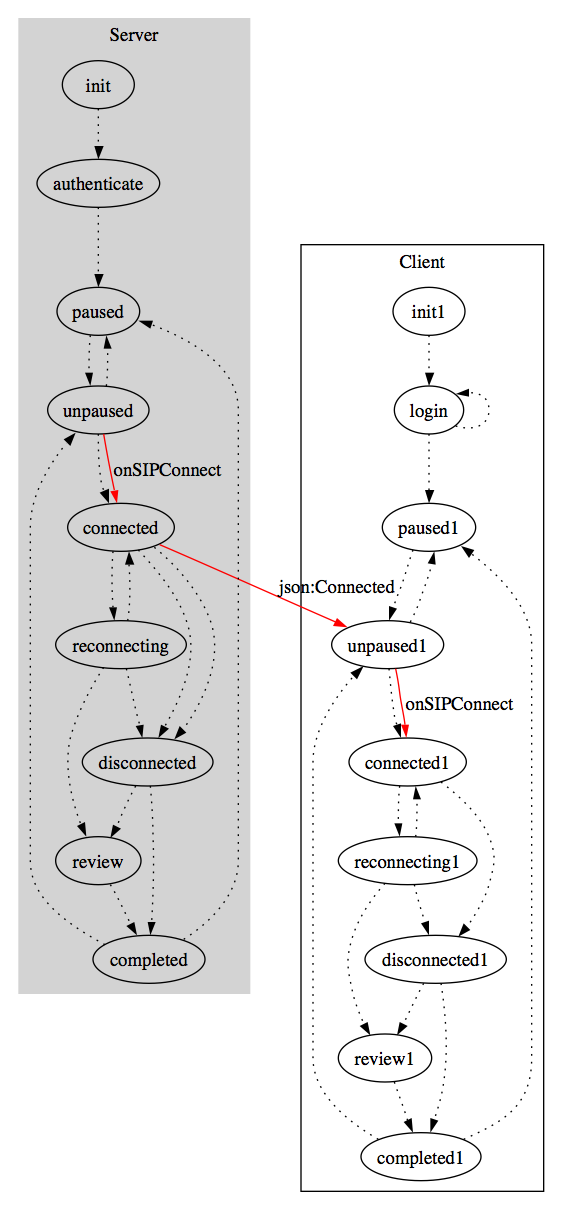 Server
init
authenticate
paused
unpaused
onSIPConnect
connected
reconnecting
disconnected
review
completed
json:Connected
Client
init1
login
paused1
unpaused1
onSIPConnect
connected1
reconnecting1
disconnected1
review1
completed1